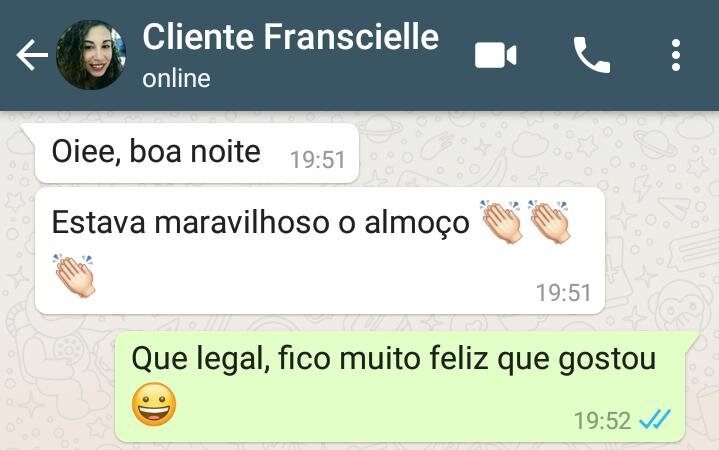 Cliente Franscielle
online
Oiee, boa noite 19:51
Estava maravilhoso o almoço 👏👏
👏
19:51
Que legal, fico muito feliz que gostou
😀
19:52